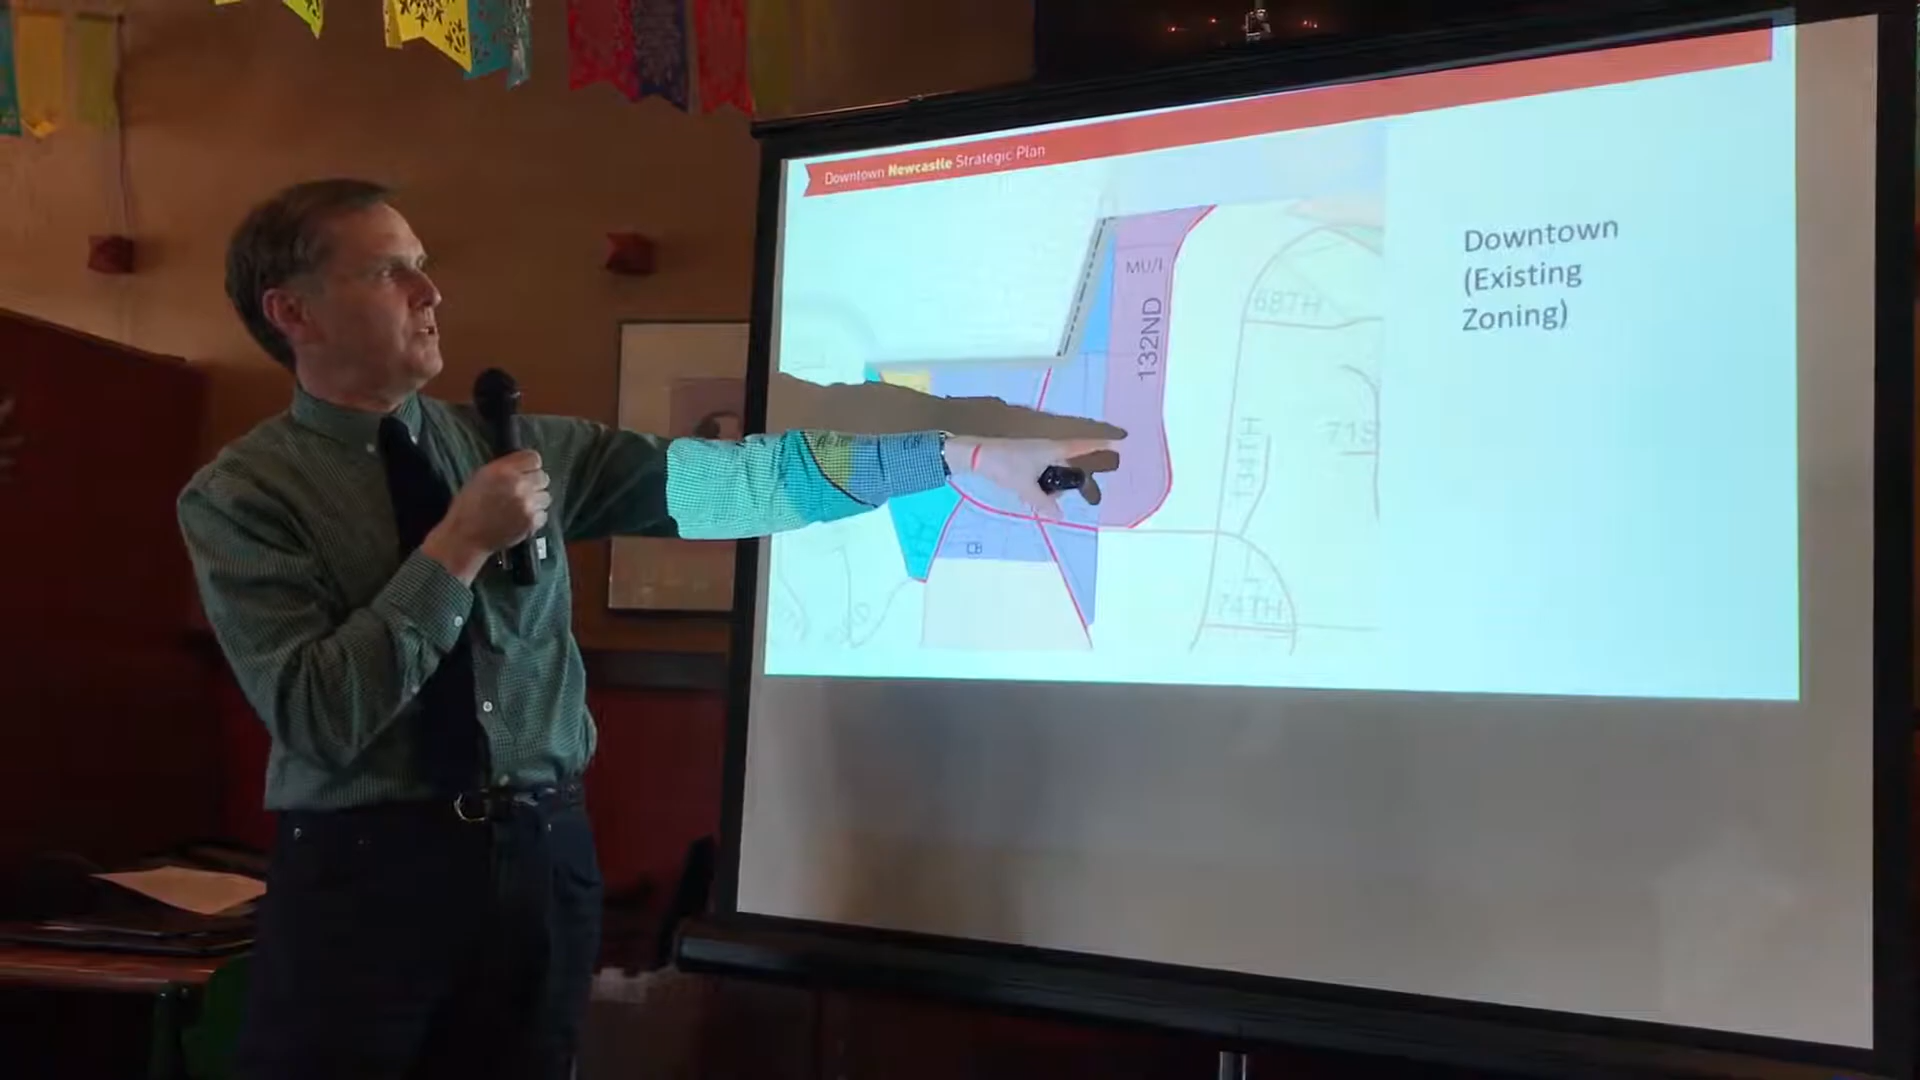 Downtown Newcastle Strategic Plan
Downtown
(Existing
Zoning)
MU/I
132ND
68TH
134TH
71S
CB
74TH